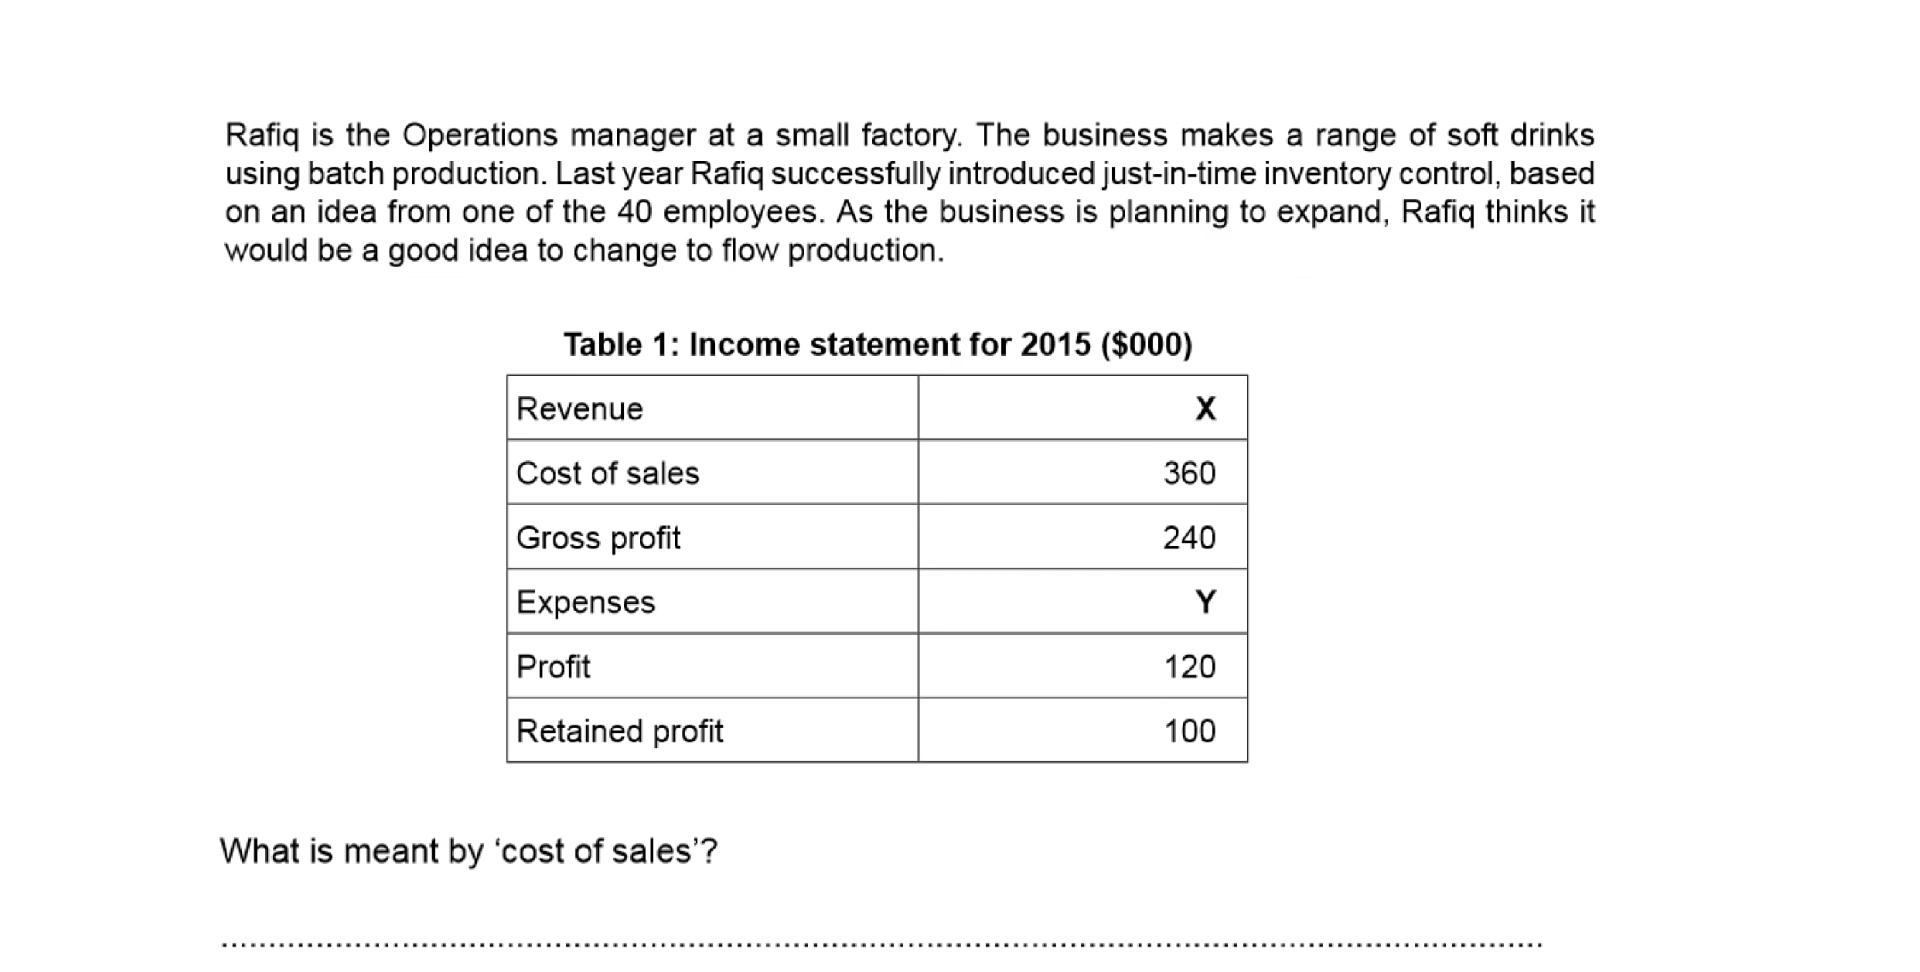 Rafiq is the Operations manager at a small factory. The business makes a range of soft drinks
using batch production. Last year Rafiq successfully introduced just-in-time inventory control, based
on an idea from one of the 40 employees. As the business is planning to expand, Rafiq thinks it
would be a good idea to change to flow production.
Table 1: Income statement for 2015 ($000)
Revenue X
Cost of sales 360
Gross profit 240
Expenses Y
Profit 120
Retained profit 100
What is meant by ‘cost of sales’?